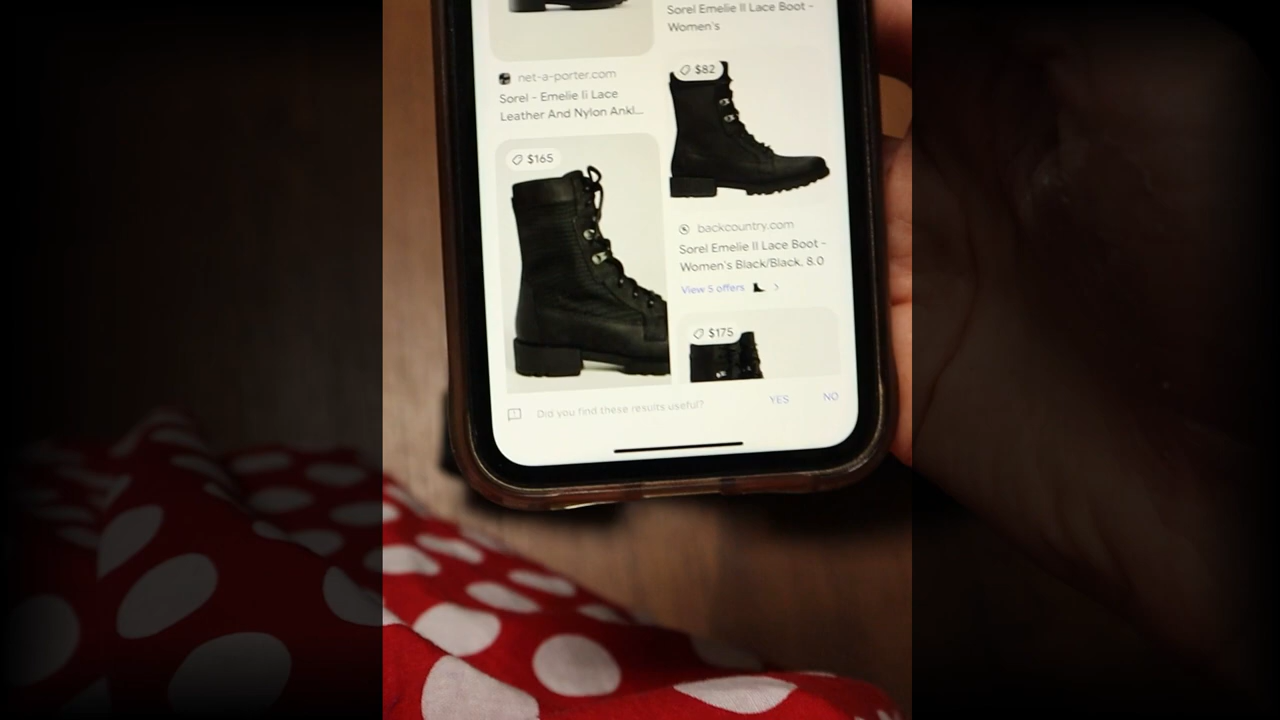 net-a-porter.com
Sorel - Emelie Ii Lace
Leather And Nylon Ankl...
$165
Sorel Emelie II Lace Boot -
Women's
$82
backcountry.com
Sorel Emelie II Lace Boot -
Women's Black/Black, 8.0
View 5 offers
$175
Did you find these results useful?
YES
NO